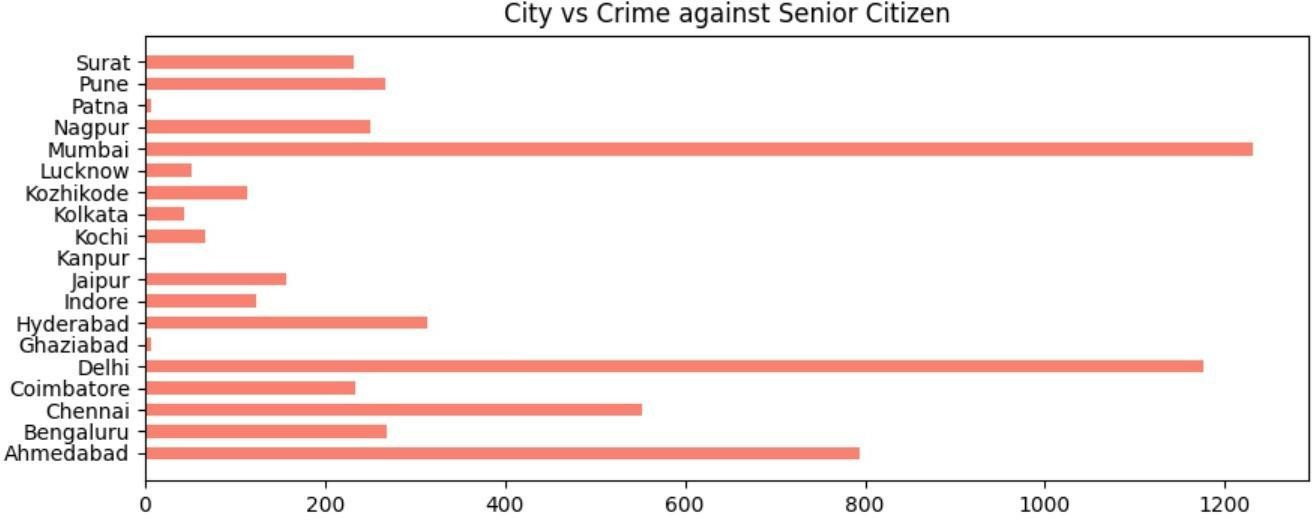 City vs Crime against Senior Citizen
Surat
Pune
Patna
Nagpur
Mumbai
Lucknow
Kozhikode
Kolkata
Kochi
Kanpur
Jaipur
Indore
Hyderabad
Ghaziabad
Delhi
Coimbatore
Chennai
Bengaluru
Ahmedabad
0 200 400 600 800 1000 1200